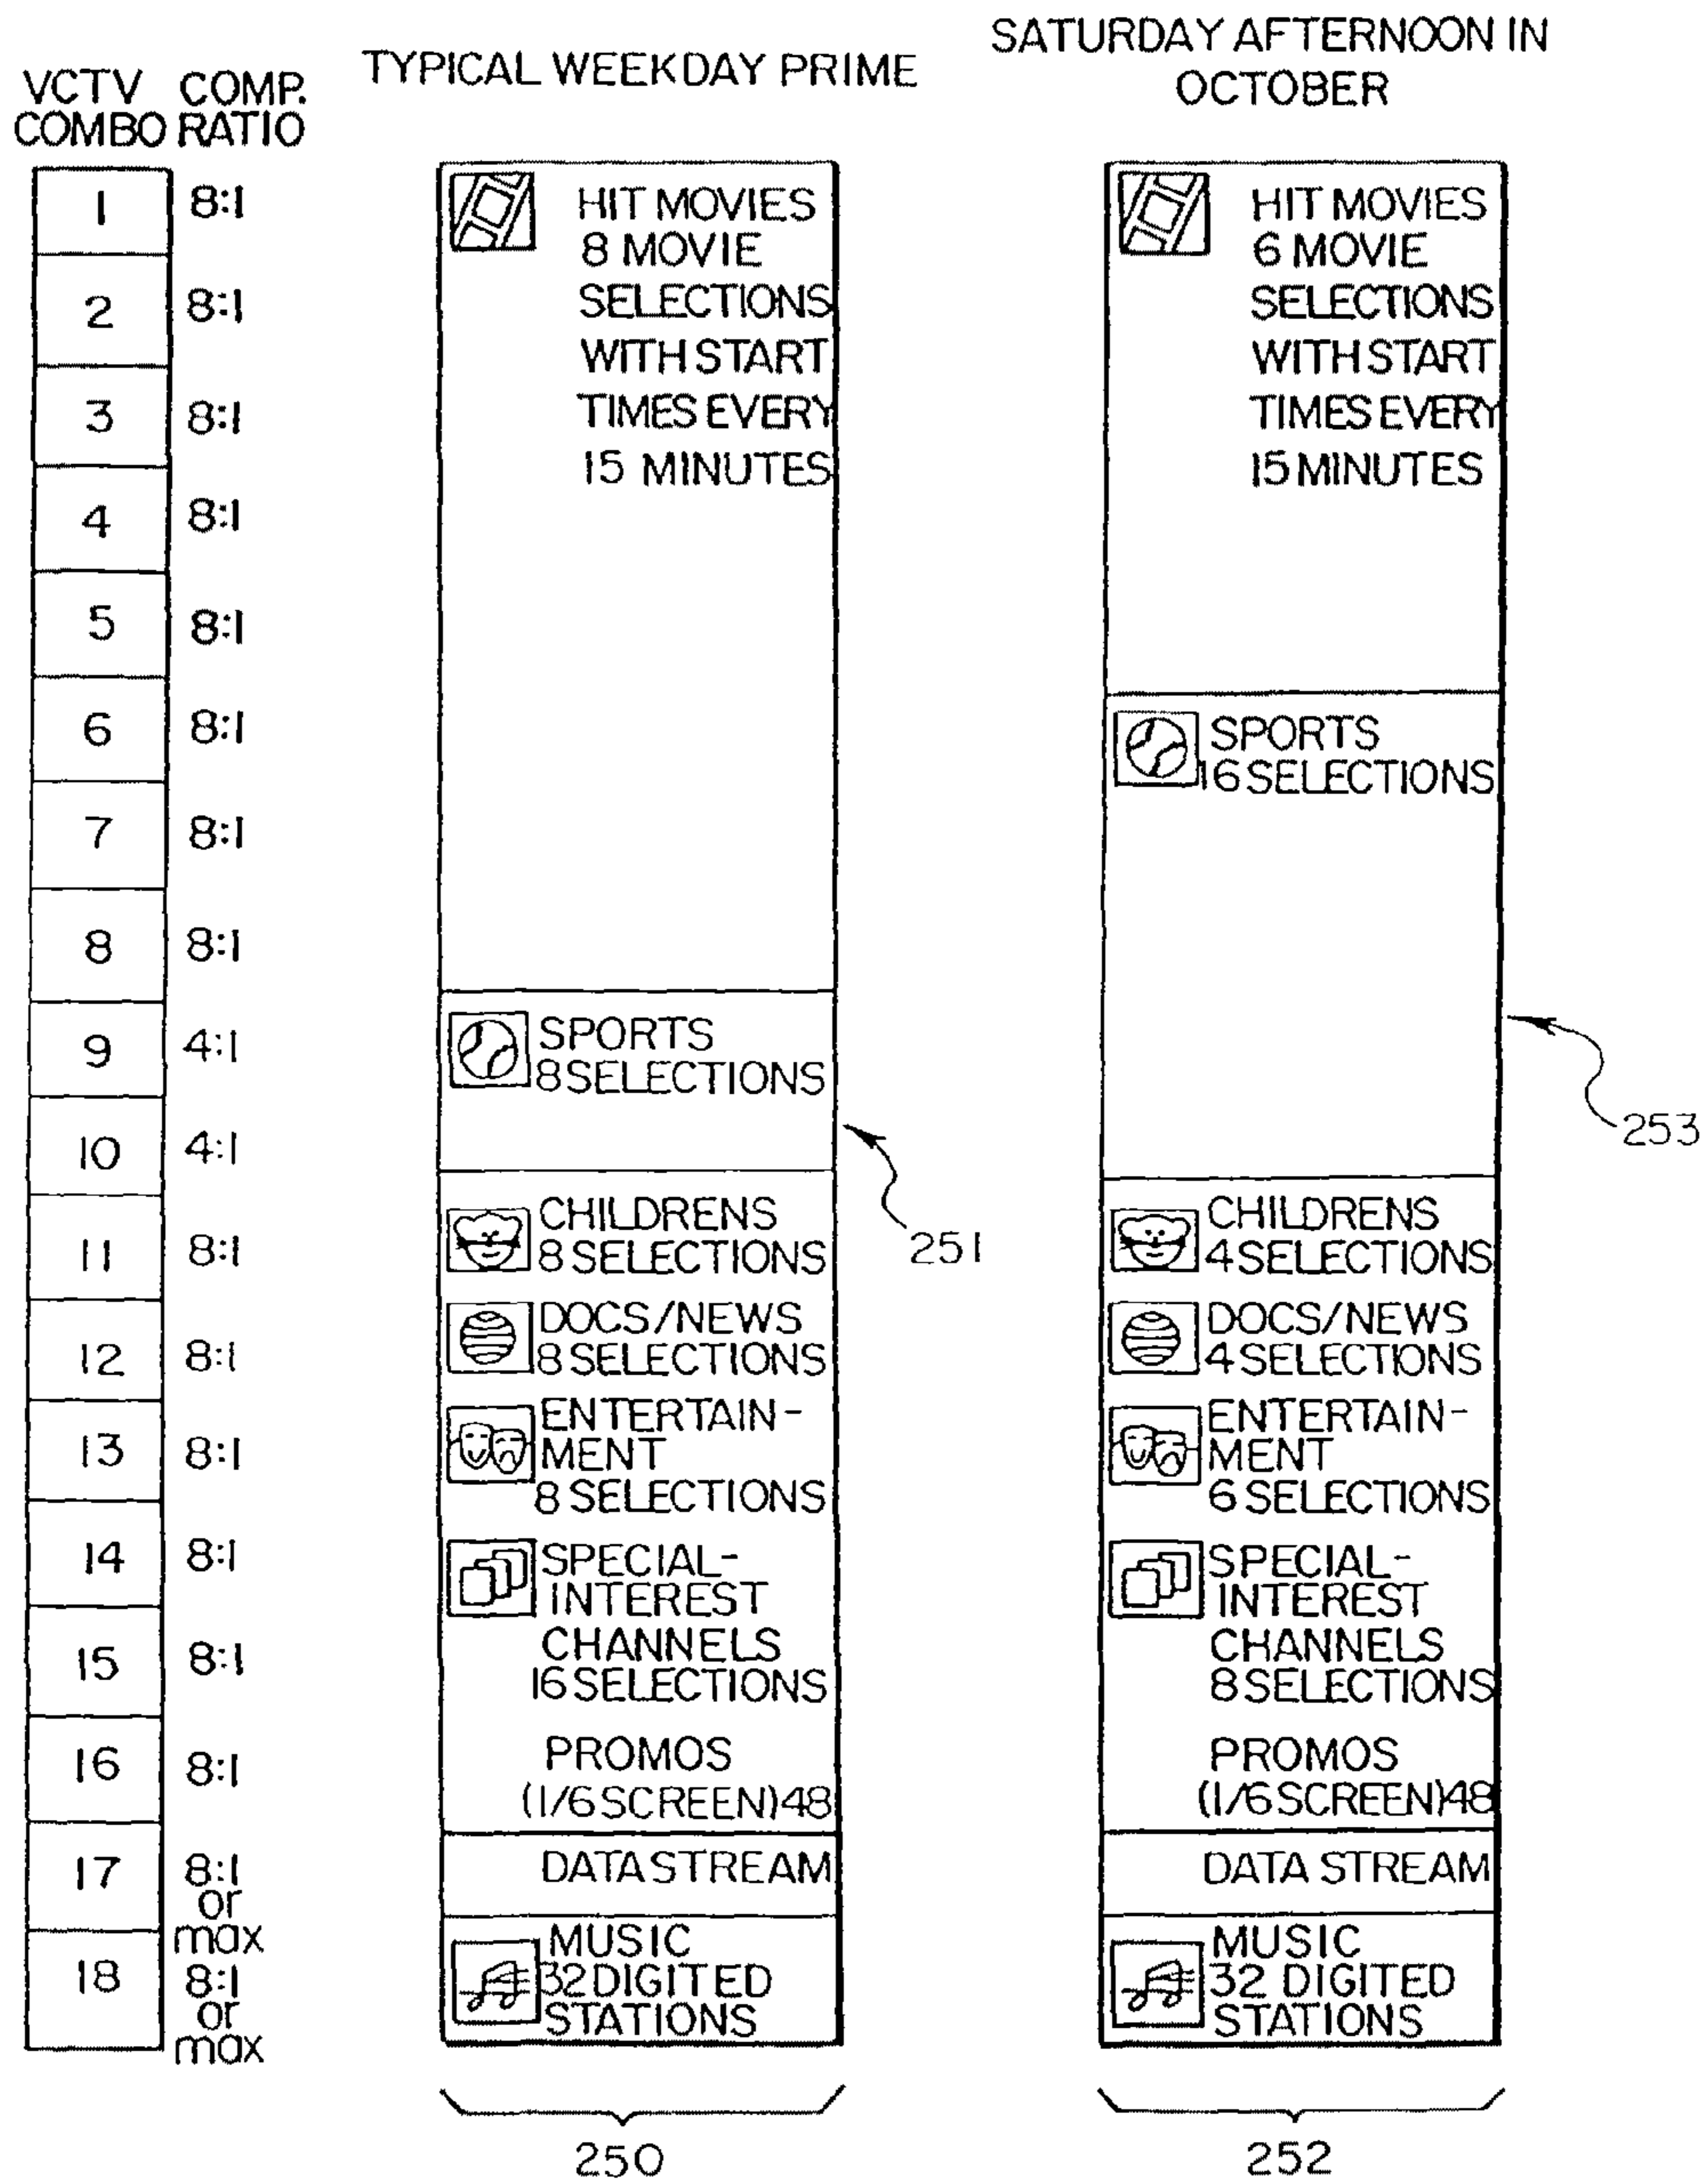 VCTV COMBO
COMP. RATIO
TYPICAL WEEKDAY PRIME
SATURDAY AFTERNOON IN
OCTOBER
1 8:1
2 8:1
3 8:1
4 8:1
5 8:1
6 8:1
7 8:1
8 8:1
9 4:1
10 4:1
11 8:1
12 8:1
13 8:1
14 8:1
15 8:1
16 8:1
17 8:1
or
max
18 8:1
or
max
HIT MOVIES
8 MOVIE
SELECTIONS
WITH START
TIMES EVERY
15 MINUTES
SPORTS
8 SELECTIONS
251
CHILDRENS
8 SELECTIONS
DOCS/NEWS
8 SELECTIONS
ENTERTAIN-
MENT
8 SELECTIONS
SPECIAL-
INTEREST
CHANNELS
16 SELECTIONS
PROMOS
(1/6 SCREEN) 48
DATA STREAM
MUSIC
32 DIGITED
STATIONS
250
HIT MOVIES
6 MOVIE
SELECTIONS
WITH START
TIMES EVERY
15 MINUTES
SPORTS
16 SELECTIONS
253
CHILDRENS
4 SELECTIONS
DOCS/NEWS
4 SELECTIONS
ENTERTAIN-
MENT
6 SELECTIONS
SPECIAL-
INTEREST
CHANNELS
8 SELECTIONS
PROMOS
(1/6 SCREEN) 48
DATA STREAM
MUSIC
32 DIGITED
STATIONS
252